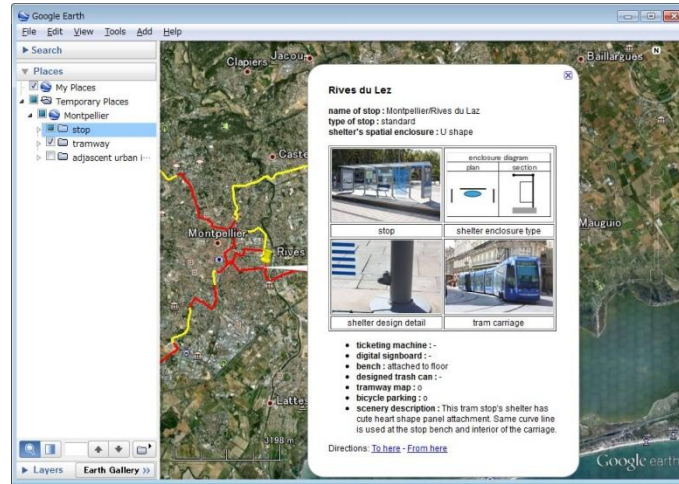 Google Earth
File Edit View Tools Add Help
Search
Places
My Places
Temporary Places
Montpellier
stop
tramway
adjascent urban i...
Layers Earth Gallery >>
Clapiers
Jacou
Baillargues
Caste
Montpellier
Rives
Mauguio
Lattes
3198 m
Google earth
Rives du Lez
name of stop : Montpellier/Rives du Laz
type of stop : standard
shelter's spatial enclosure : U shape
enclosure diagram
plan section
stop shelter enclosure type
shelter design detail tram carriage
• ticketing machine : -
• digital signboard : -
• bench : attached to floor
• designed trash can : -
• tramway map : o
• bicycle parking : o
• scenery description : This tram stop's shelter has
cute heart shape panel attachment. Same curve line
is used at the stop bench and interior of the carriage.
Directions: To here - From here